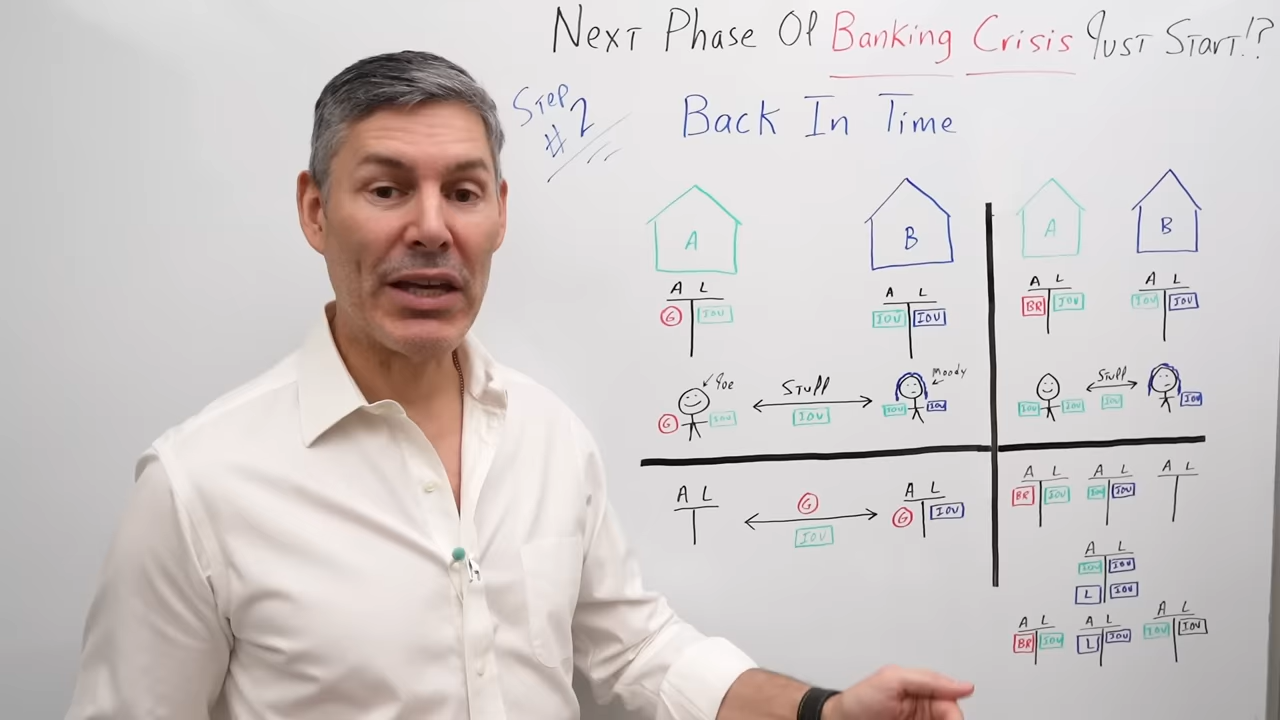 Next Phase Of Banking Crisis Just Start!?
Step
#2
Back In Time
A
B
A L
G IOU
A L
IOU IOU
Joe
G IOU
Stuff
IOU
Moody
IOU IOU
A
B
A L
BR IOU
A L
IOU IOU
IOU IOU
Stuff
IOU
IOU
A L
G
IOU
A L
G IOU
A L
BR IOU
A L
IOU IOU
A L
A L
IOU IOU
L IOU
A L
BR IOU
A L
L IOU
A L
IOU IOU